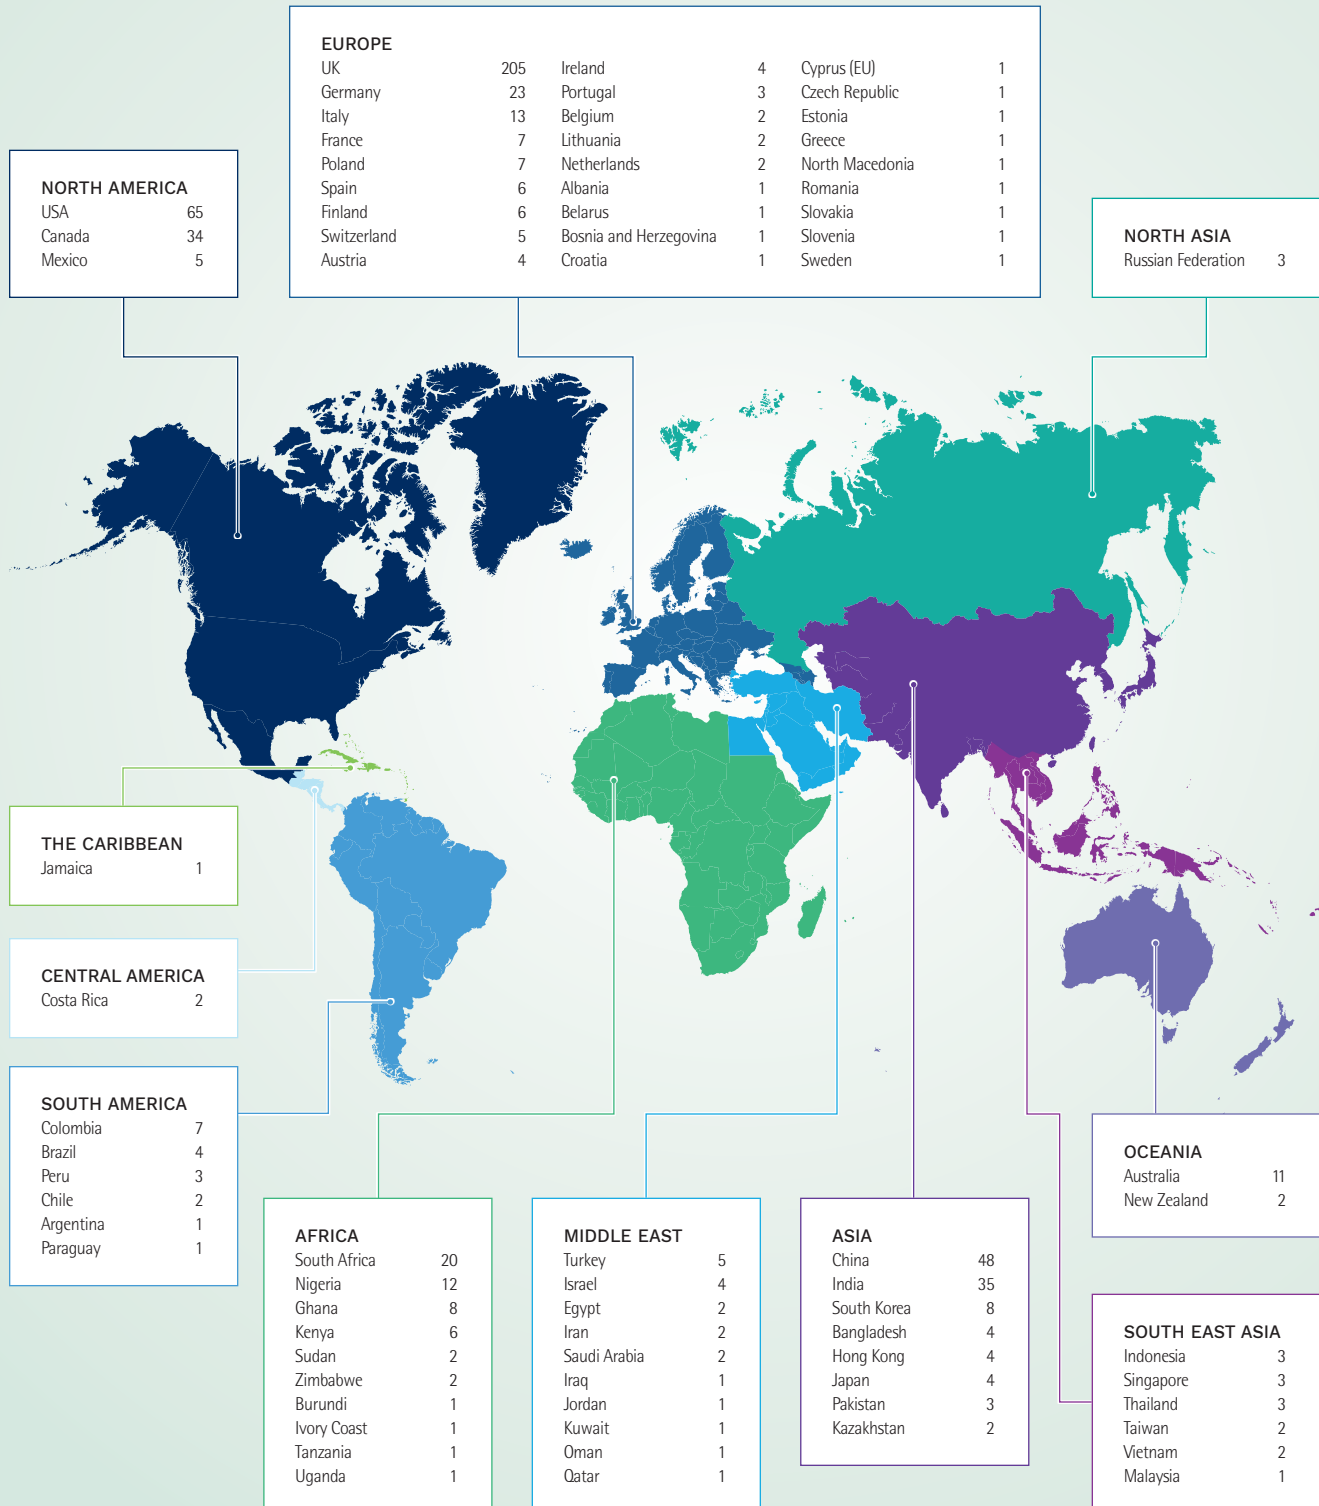 EUROPE
UK 205
Germany 23
Italy 13
France 7
Poland 7
Spain 6
Finland 6
Switzerland 5
Austria 4
Ireland 4
Portugal 3
Belgium 2
Lithuania 2
Netherlands 2
Albania 1
Belarus 1
Bosnia and Herzegovina 1
Croatia 1
Cyprus (EU) 1
Czech Republic 1
Estonia 1
Greece 1
North Macedonia 1
Romania 1
Slovakia 1
Slovenia 1
Sweden 1
NORTH AMERICA
USA 65
Canada 34
Mexico 5
NORTH ASIA
Russian Federation 3
THE CARIBBEAN
Jamaica 1
CENTRAL AMERICA
Costa Rica 2
SOUTH AMERICA
Colombia 7
Brazil 4
Peru 3
Chile 2
Argentina 1
Paraguay 1
AFRICA
South Africa 20
Nigeria 12
Ghana 8
Kenya 6
Sudan 2
Zimbabwe 2
Burundi 1
Ivory Coast 1
Tanzania 1
Uganda 1
MIDDLE EAST
Turkey 5
Israel 4
Egypt 2
Iran 2
Saudi Arabia 2
Iraq 1
Jordan 1
Kuwait 1
Oman 1
Qatar 1
ASIA
China 48
India 35
South Korea 8
Bangladesh 4
Hong Kong 4
Japan 4
Pakistan 3
Kazakhstan 2
OCEANIA
Australia 11
New Zealand 2
SOUTH EAST ASIA
Indonesia 3
Singapore 3
Thailand 3
Taiwan 2
Vietnam 2
Malaysia 1